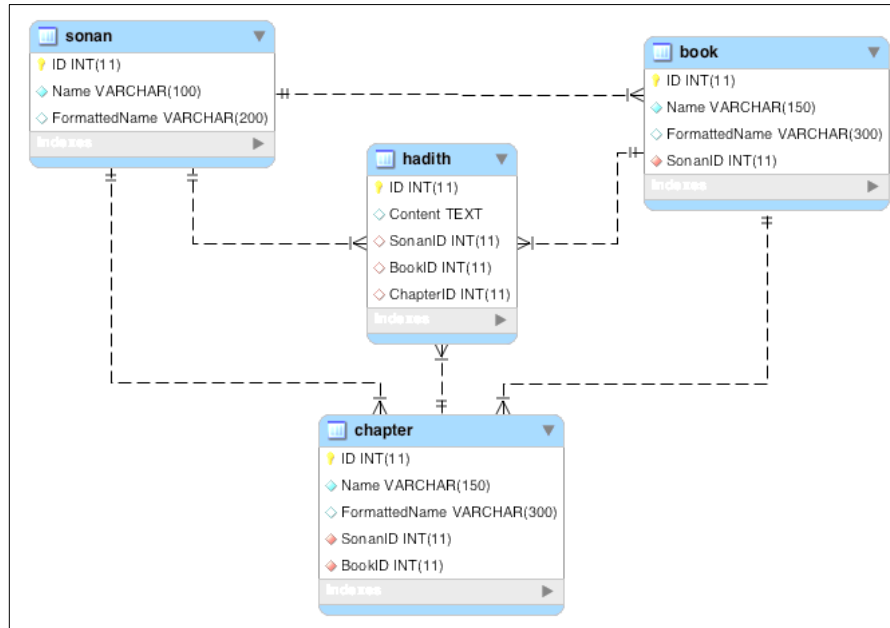 sonan
ID INT(11)
Name VARCHAR(100)
FormattedName VARCHAR(200)
Indexes
book
ID INT(11)
Name VARCHAR(150)
FormattedName VARCHAR(300)
SonanID INT(11)
Indexes
hadith
ID INT(11)
Content TEXT
SonanID INT(11)
BookID INT(11)
ChapterID INT(11)
Indexes
chapter
ID INT(11)
Name VARCHAR(150)
FormattedName VARCHAR(300)
SonanID INT(11)
BookID INT(11)
Indexes